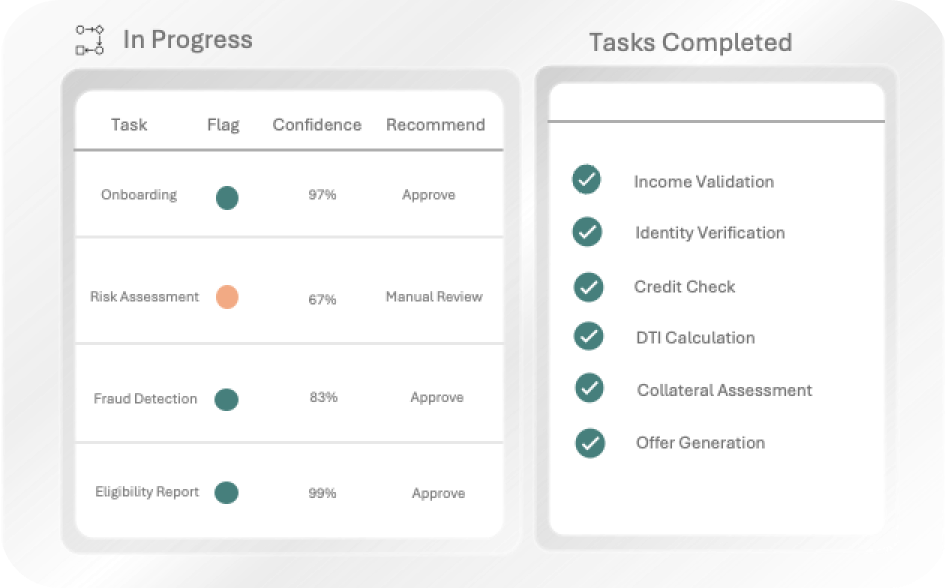 In Progress
Task Flag Confidence Recommend
Onboarding 97% Approve
Risk Assessment 67% Manual Review
Fraud Detection 83% Approve
Eligibility Report 99% Approve
Tasks Completed
Income Validation
Identity Verification
Credit Check
DTI Calculation
Collateral Assessment
Offer Generation